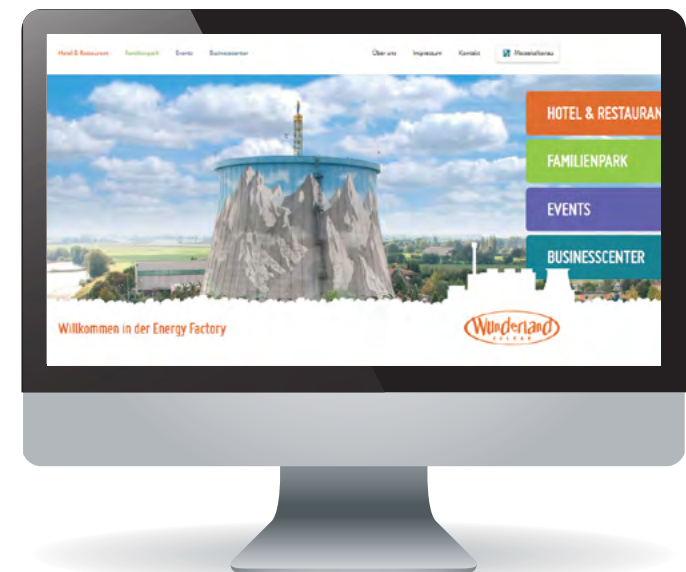 Hotel & Restaurant Familienpark Events Businesscenter Über uns Impressum Kontakt
HOTEL & RESTAURAN
FAMILIENPARK
EVENTS
BUSINESSCENTER
Willkommen in der Energy Factory
Wunderland
KALKAR